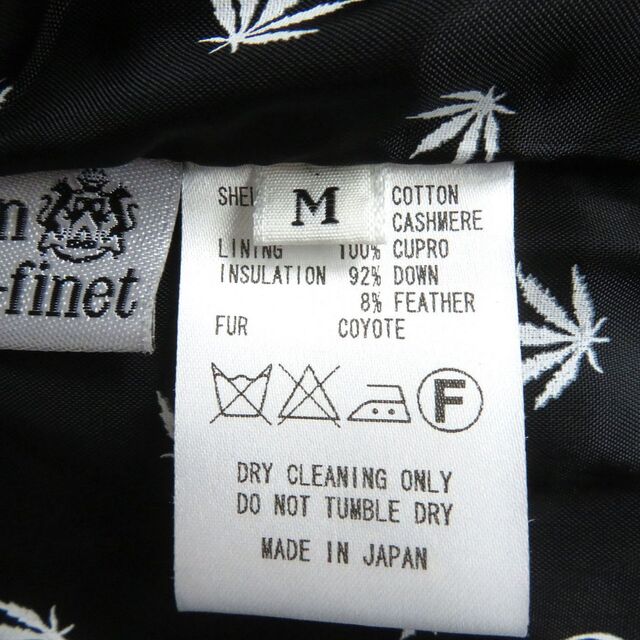 n
-finet
M
SHE COTTON
CASHMERE
LINING 100% CUPRO
INSULATION 92% DOWN
8% FEATHER
FUR COYOTE
F
DRY CLEANING ONLY
DO NOT TUMBLE DRY
MADE IN JAPAN